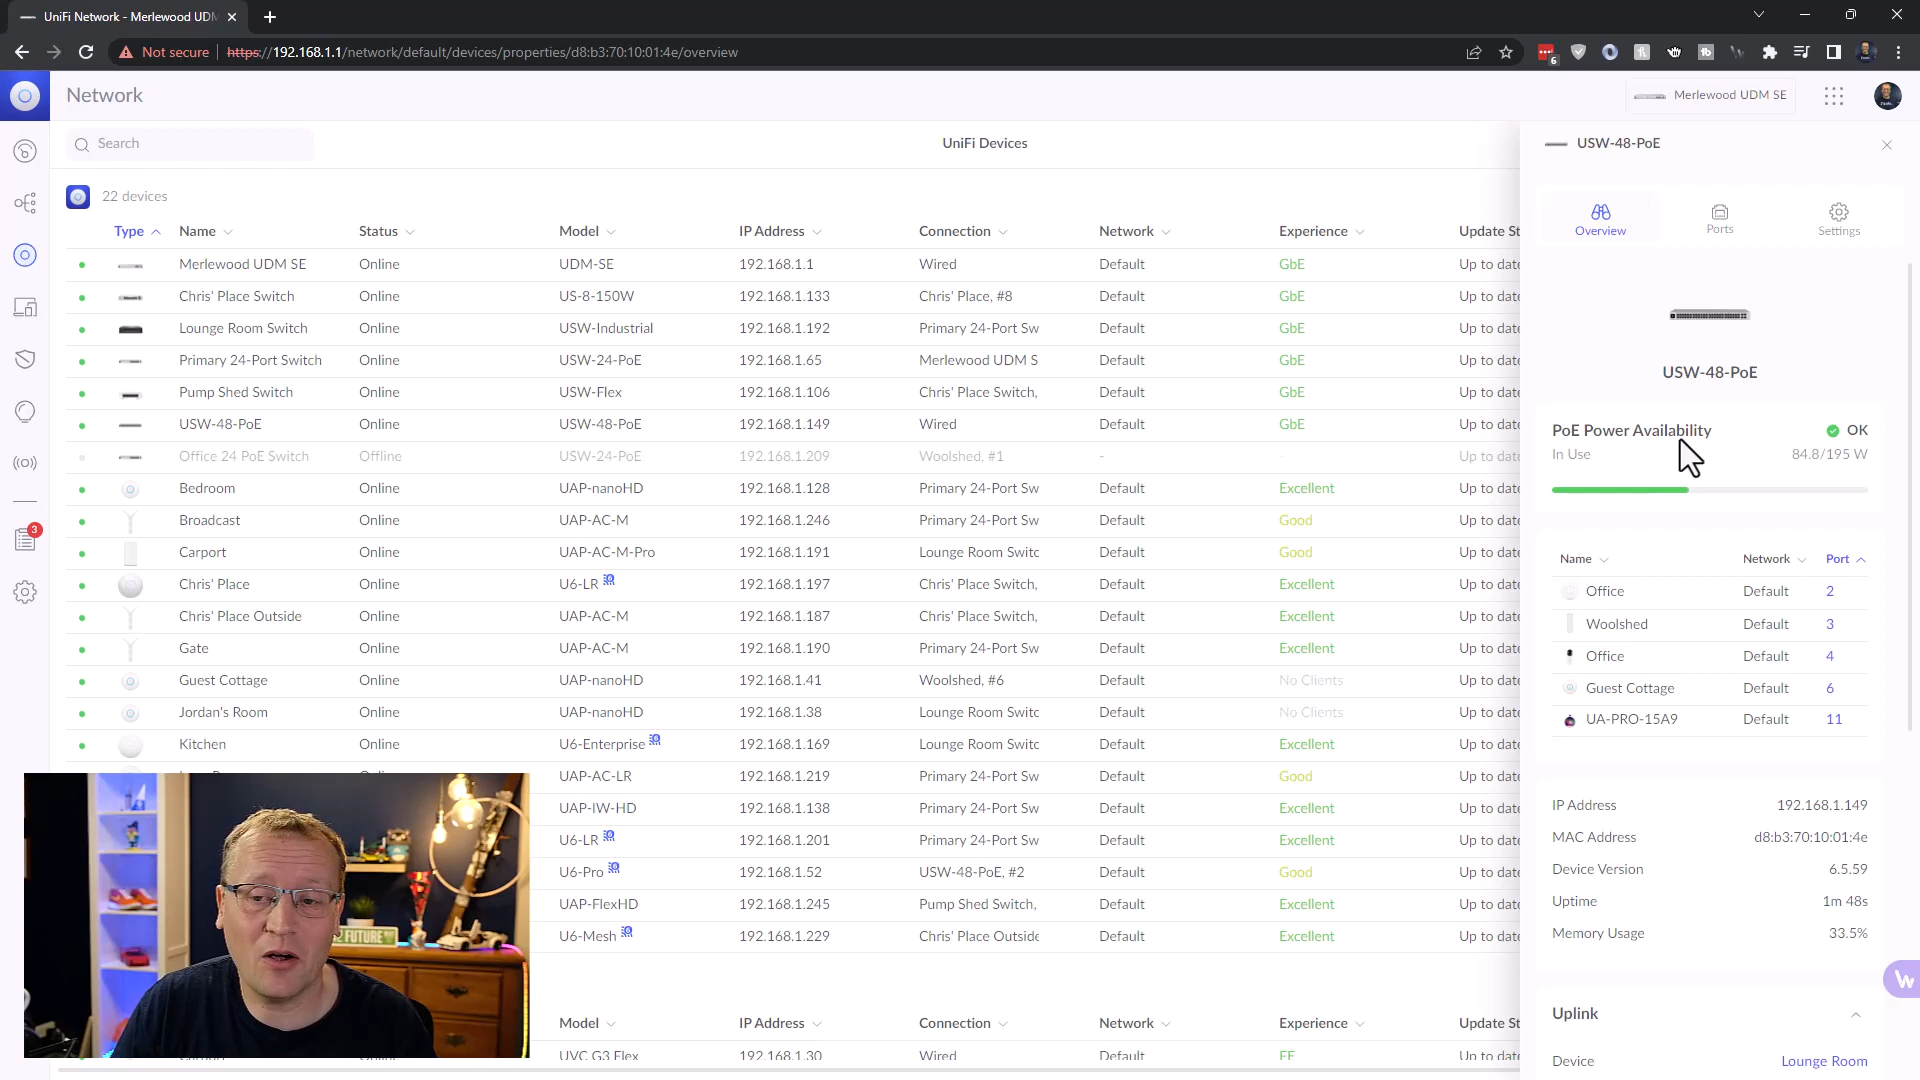 UniFi Network - Merlewood UDM
Not secure https://192.168.1.1/network/default/devices/properties/d8:b3:70:10:01:4e/overview
6
Network
Merlewood UDM SE
Search
UniFi Devices
22 devices
Type Name Status Model IP Address Connection Network Experience Update St
Merlewood UDM SE Online UDM-SE 192.168.1.1 Wired Default GbE Up to date
Chris' Place Switch Online US-8-150W 192.168.1.133 Chris' Place, #8 Default GbE Up to date
Lounge Room Switch Online USW-Industrial 192.168.1.192 Primary 24-Port Sw Default GbE Up to date
Primary 24-Port Switch Online USW-24-PoE 192.168.1.65 Merlewood UDM S Default GbE Up to date
Pump Shed Switch Online USW-Flex 192.168.1.106 Chris' Place Switch, Default GbE Up to date
USW-48-PoE Online USW-48-PoE 192.168.1.149 Wired Default GbE Up to date
Office 24 PoE Switch Offline USW-24-PoE 192.168.1.209 Woolshed, #1 - - Up to date
Bedroom Online UAP-nanoHD 192.168.1.128 Primary 24-Port Sw Default Excellent Up to date
Broadcast Online UAP-AC-M 192.168.1.246 Primary 24-Port Sw Default Good Up to date
Carport Online UAP-AC-M-Pro 192.168.1.191 Lounge Room Switc Default Good Up to date
Chris' Place Online U6-LR 192.168.1.197 Chris' Place Switch, Default Excellent Up to date
Chris' Place Outside Online UAP-AC-M 192.168.1.187 Chris' Place Switch, Default Excellent Up to date
Gate Online UAP-AC-M 192.168.1.190 Primary 24-Port Sw Default Excellent Up to date
Guest Cottage Online UAP-nanoHD 192.168.1.41 Woolshed, #6 Default No Clients Up to date
Jordan's Room Online UAP-nanoHD 192.168.1.38 Lounge Room Switc Default No Clients Up to date
Kitchen Online U6-Enterprise 192.168.1.169 Lounge Room Switc Default Excellent Up to date
UAP-AC-LR 192.168.1.219 Primary 24-Port Sw Default Good Up to date
UAP-IW-HD 192.168.1.138 Primary 24-Port Sw Default Excellent Up to date
U6-LR 192.168.1.201 Primary 24-Port Sw Default Excellent Up to date
U6-Pro 192.168.1.52 USW-48-PoE, #2 Default Good Up to date
UAP-FlexHD 192.168.1.245 Pump Shed Switch, Default Excellent Up to date
U6-Mesh 192.168.1.229 Chris' Place Outside Default Excellent Up to date
Model IP Address Connection Network Experience Update St
UVC G3 Flex 192.168.1.30 Wired Default FE Up to date
3
FUTURE
USW-48-PoE
Overview Ports Settings
USW-48-PoE
PoE Power Availability OK
In Use 84.8/195 W
Name Network Port
Office Default 2
Woolshed Default 3
Office Default 4
Guest Cottage Default 6
UA-PRO-15A9 Default 11
IP Address 192.168.1.149
MAC Address d8:b3:70:10:01:4e
Device Version 6.5.59
Uptime 1m 48s
Memory Usage 33.5%
Uplink
Device Lounge Room